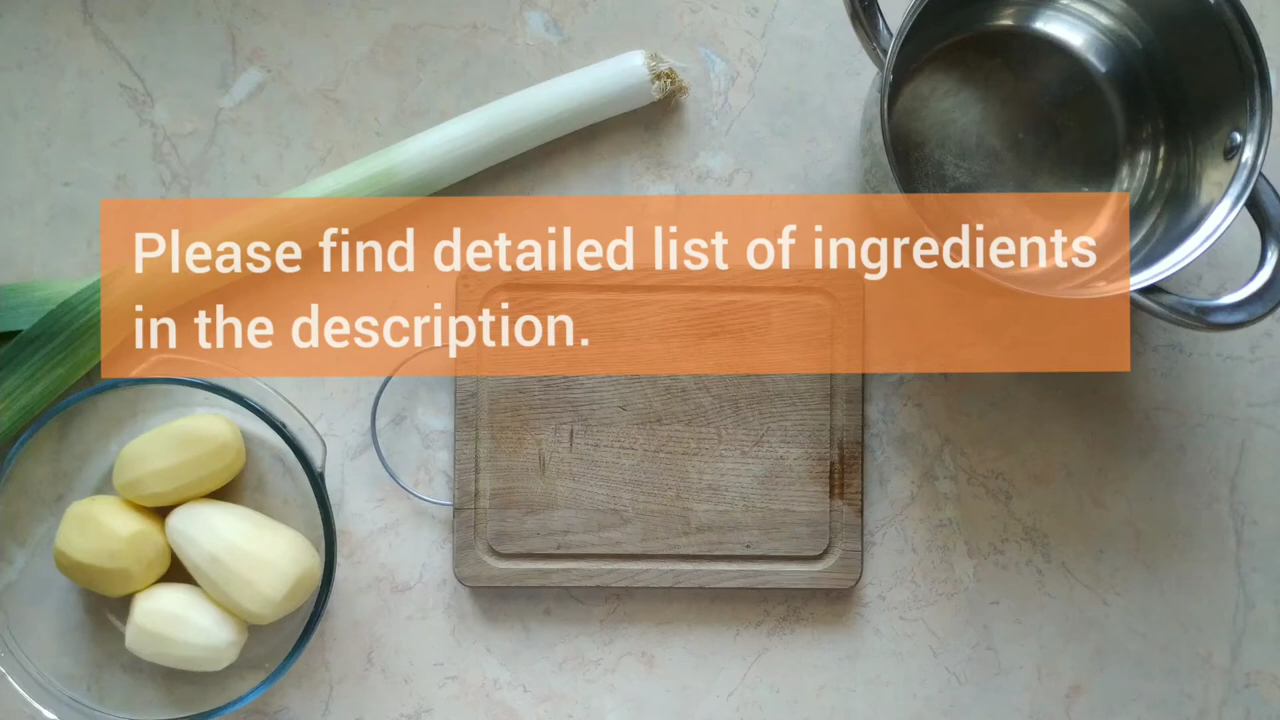 Please find detailed list of ingredients
in the description.